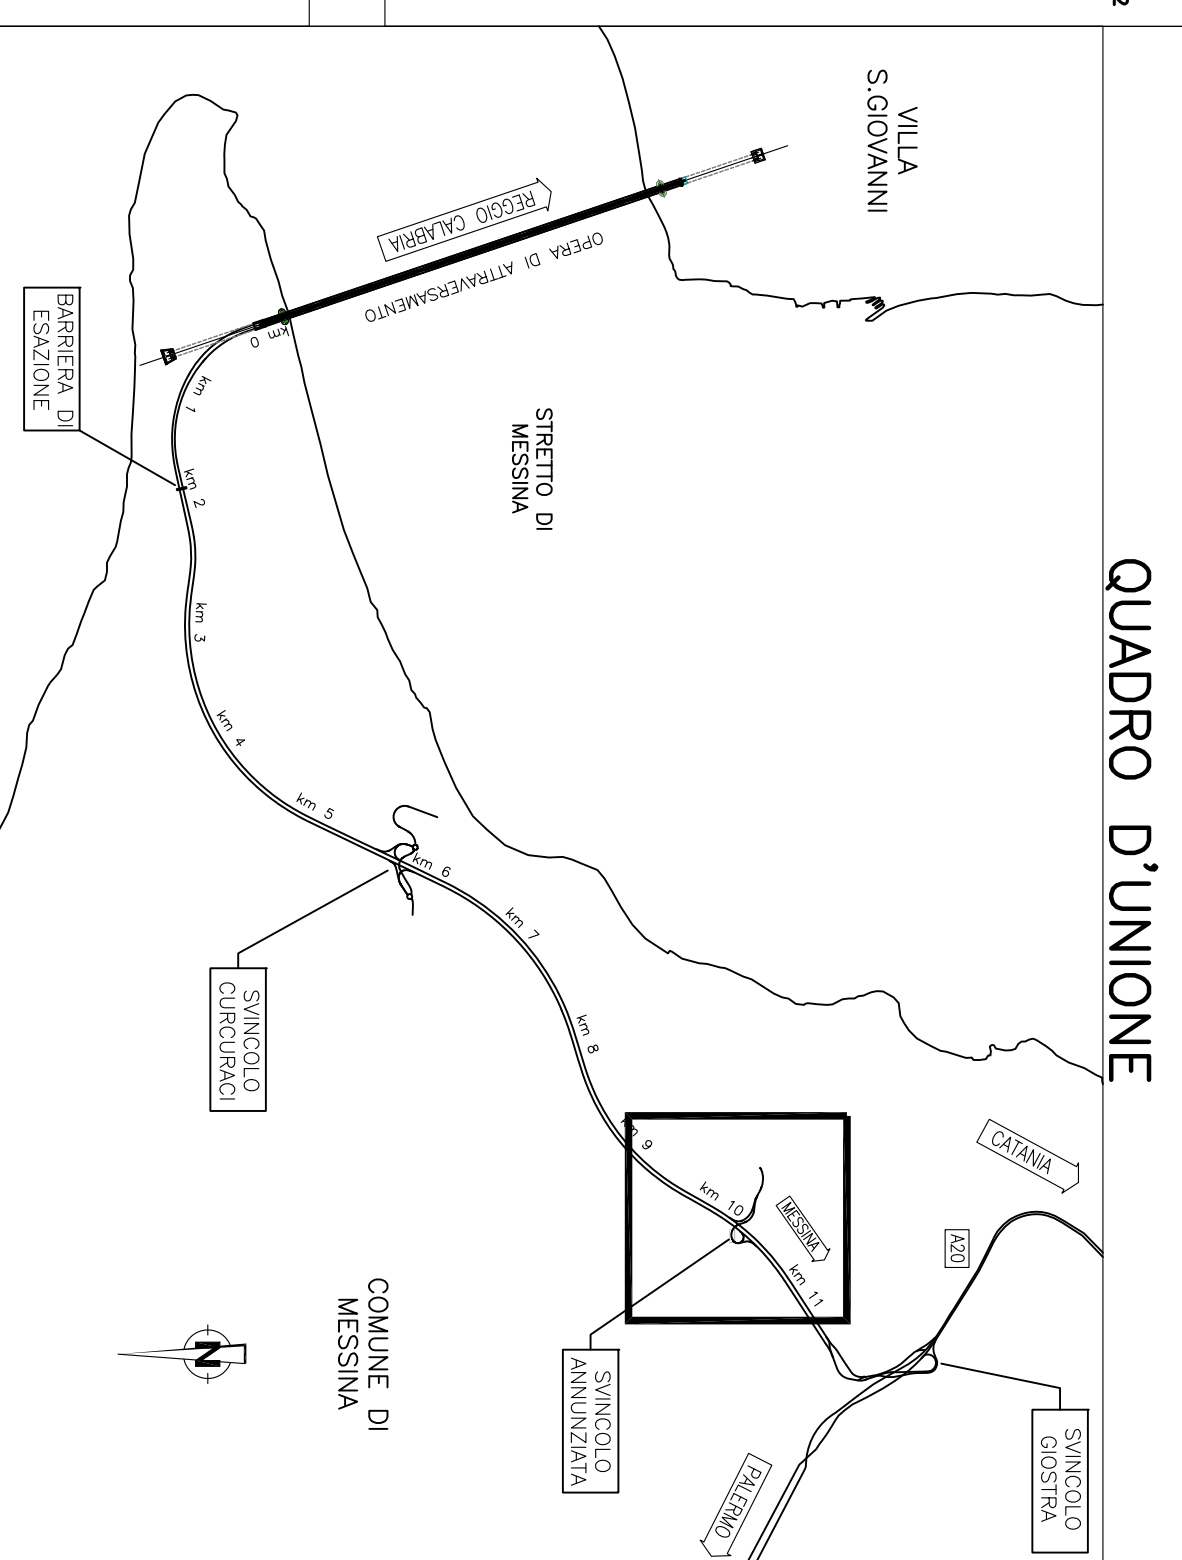 QUADRO D'UNIONE
VILLA
S.GIOVANNI
REGGIO CALABRIA
OPERA DI ATTRAVERSAMENTO
STRETTO DI
MESSINA
BARRIERA DI
ESAZIONE
km 0
km 1
km 2
km 3
km 4
km 5
km 6
km 7
km 8
km 9
km 10
km 11
SVINCOLO
CURCURACI
CATANIA
A20
MESSINA
SVINCOLO
ANNUNZIATA
SVINCOLO
GIOSTRA
PALERMO
COMUNE DI
MESSINA
N